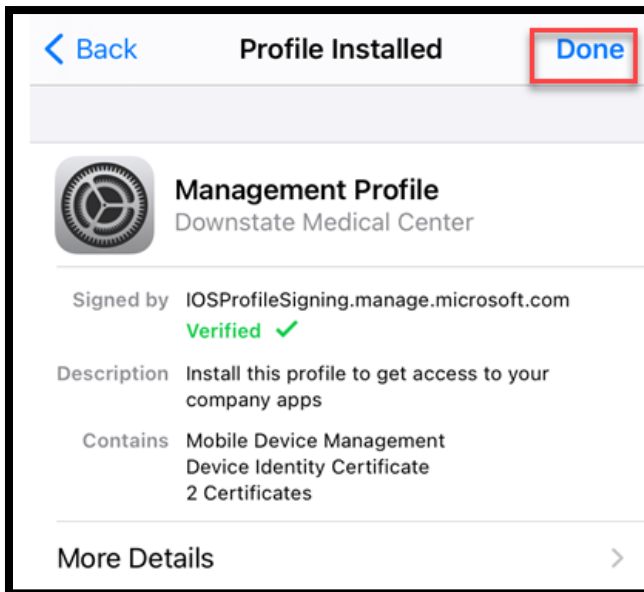 Back Profile Installed Done
Management Profile
Downstate Medical Center
Signed by IOSProfileSigning.manage.microsoft.com
Verified
Description Install this profile to get access to your
company apps
Contains Mobile Device Management
Device Identity Certificate
2 Certificates
More Details